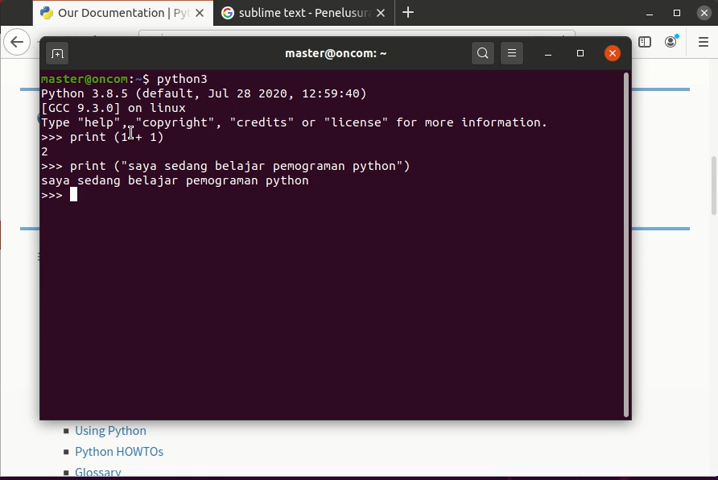 Our Documentation | Pyt
sublime text - Penelusura
master@oncom: ~
master@oncom:~$ python3
Python 3.8.5 (default, Jul 28 2020, 12:59:40)
[GCC 9.3.0] on linux
Type "help", "copyright", "credits" or "license" for more information.
>>> print (1 + 1)
2
>>> print ("saya sedang belajar pemograman python")
saya sedang belajar pemograman python
>>>
Using Python
Python HOWTOs
Glossary